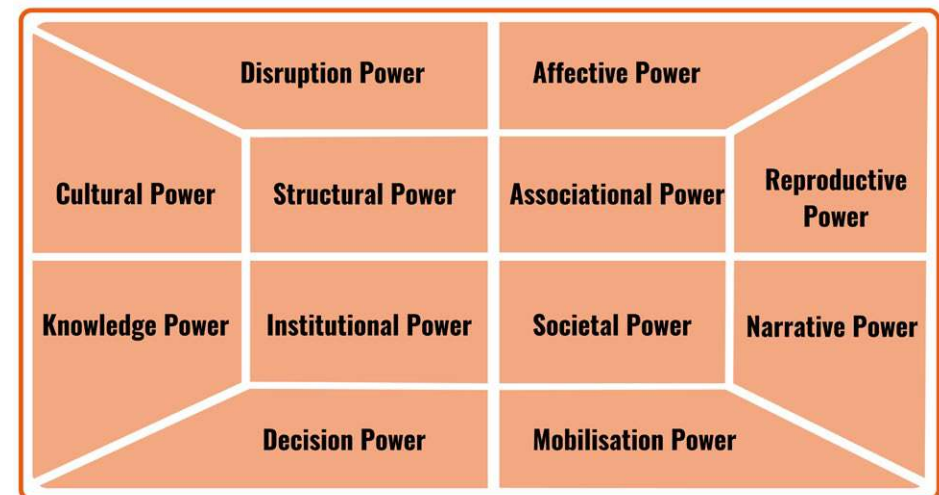 Disruption Power
Affective Power
Cultural Power
Structural Power
Associational Power
Reproductive
Power
Knowledge Power
Institutional Power
Societal Power
Narrative Power
Decision Power
Mobilisation Power